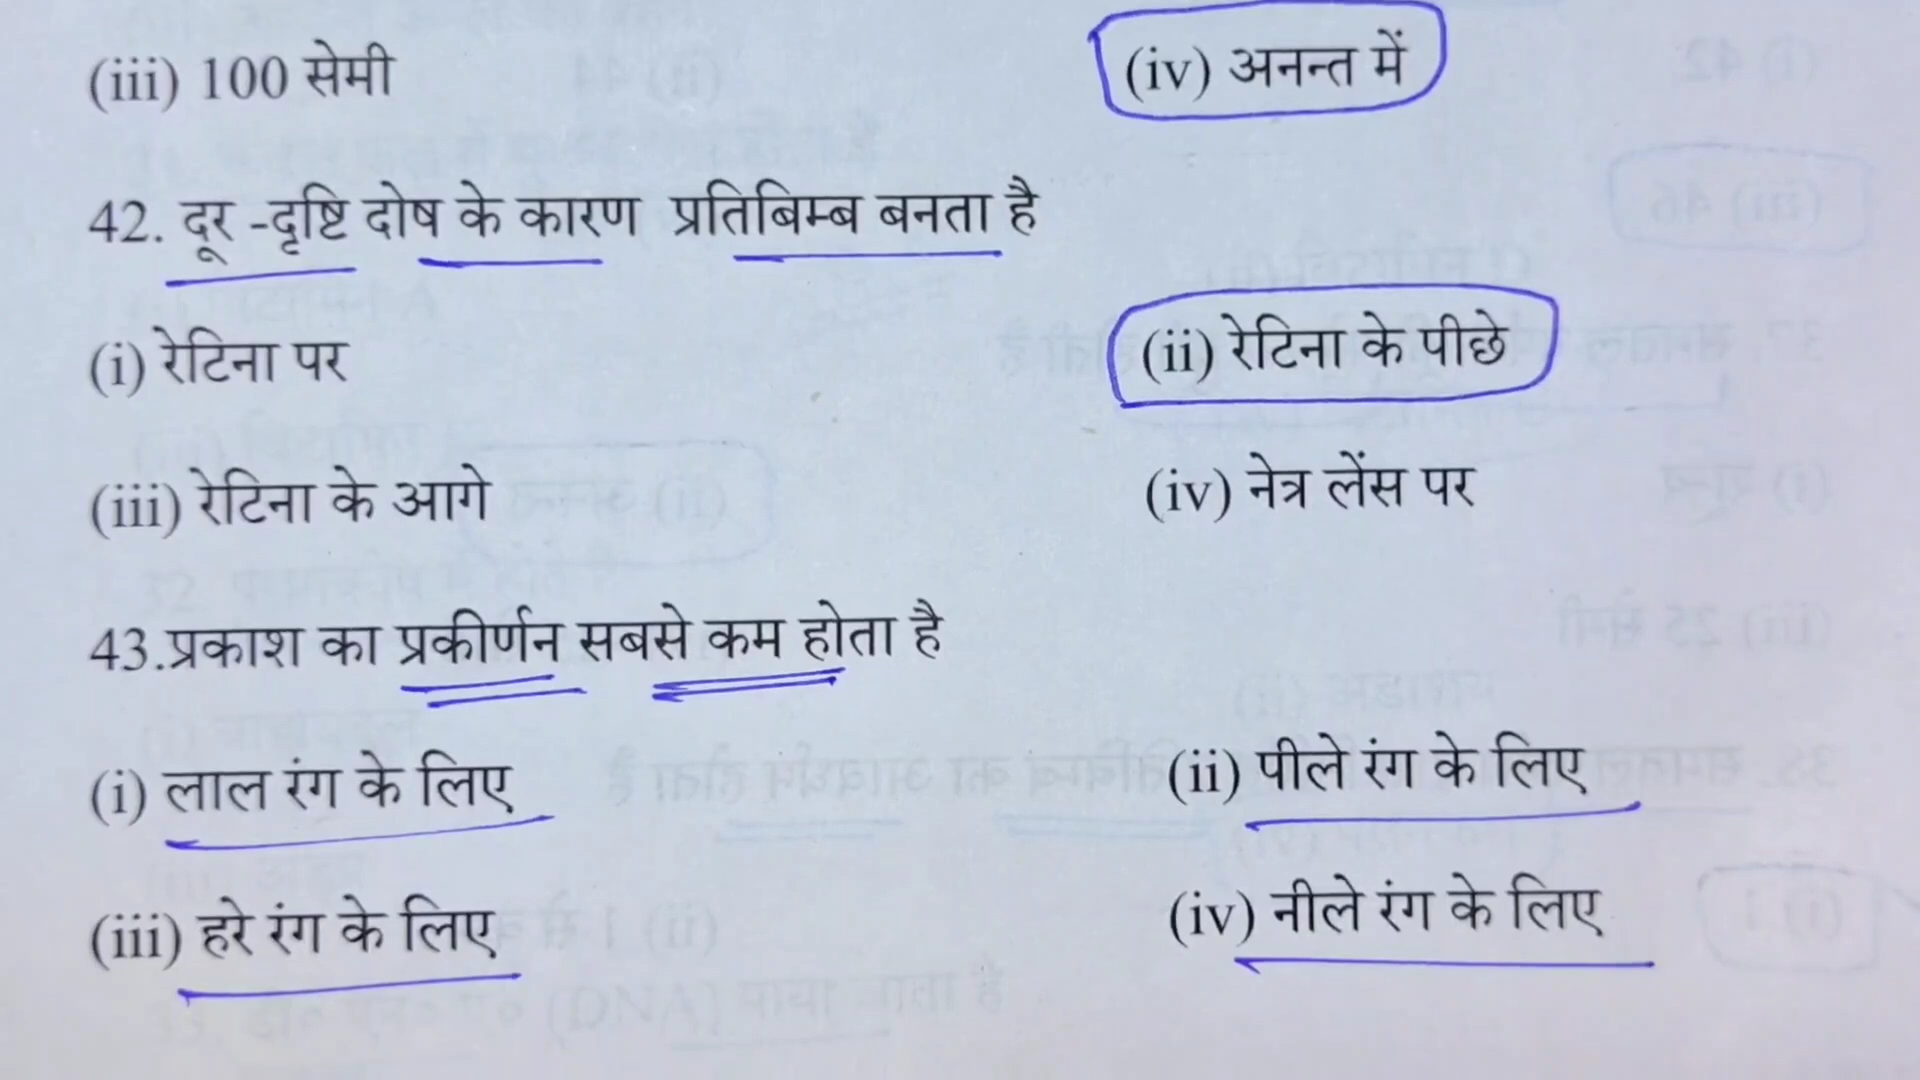 (iii) 100 सेमी (iv) अनन्त में
42. दूर -दृष्टि दोष के कारण प्रतिबिम्ब बनता है
(i) रेटिना पर (ii) रेटिना के पीछे
(iii) रेटिना के आगे (iv) नेत्र लेंस पर
43.प्रकाश का प्रकीर्णन सबसे कम होता है
(i) लाल रंग के लिए (ii) पीले रंग के लिए
(iii) हरे रंग के लिए (iv) नीले रंग के लिए